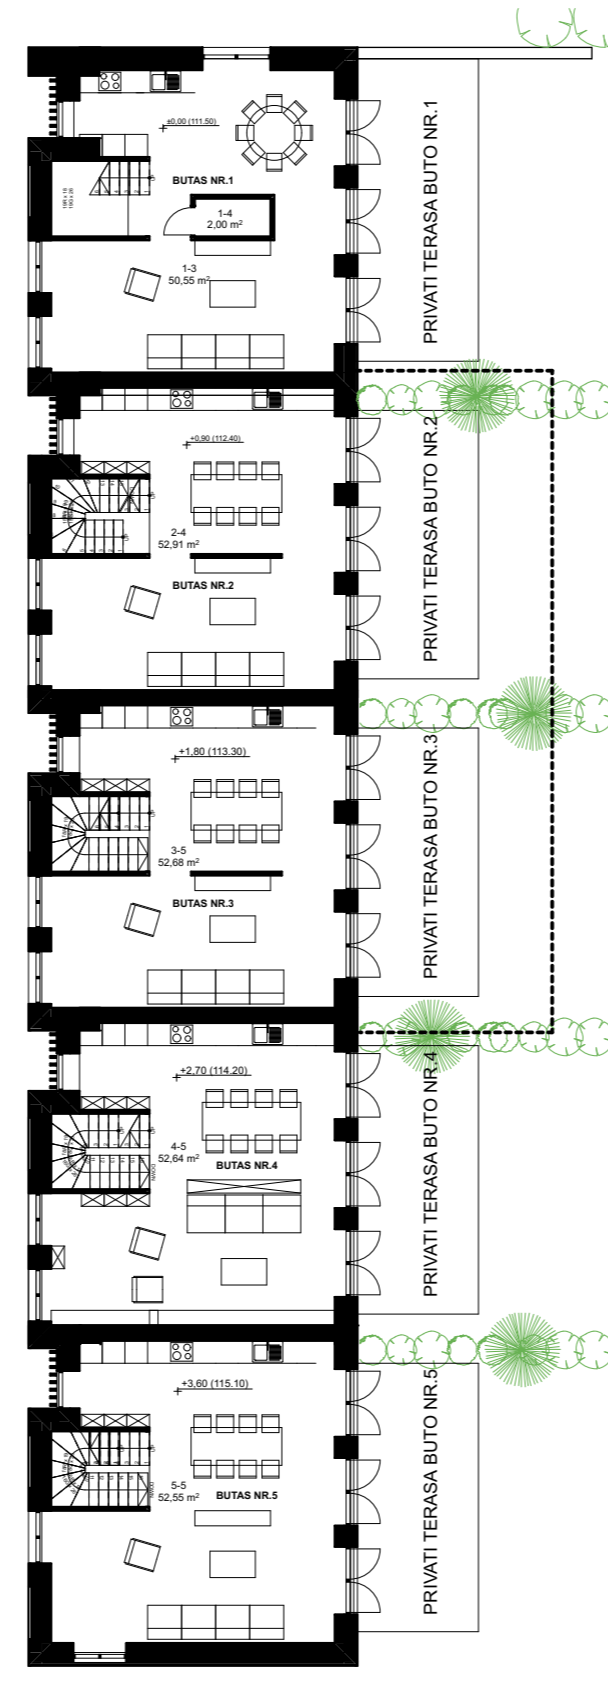 ±0,00 (111.50)
BUTAS NR.1
1-4
2,00 m²
1-3
50,55 m²
PRIVATI TERASA BUTO NR.1
+0,90 (112.40)
2-4
52,91 m²
BUTAS NR.2
PRIVATI TERASA BUTO NR.2
+1,80 (113.30)
3-5
52,68 m²
BUTAS NR.3
PRIVATI TERASA BUTO NR.3
+2,70 (114.20)
4-5
52,64 m²
BUTAS NR.4
PRIVATI TERASA BUTO NR.4
+3,60 (115.10)
5-5
52,55 m²
BUTAS NR.5
PRIVATI TERASA BUTO NR.5